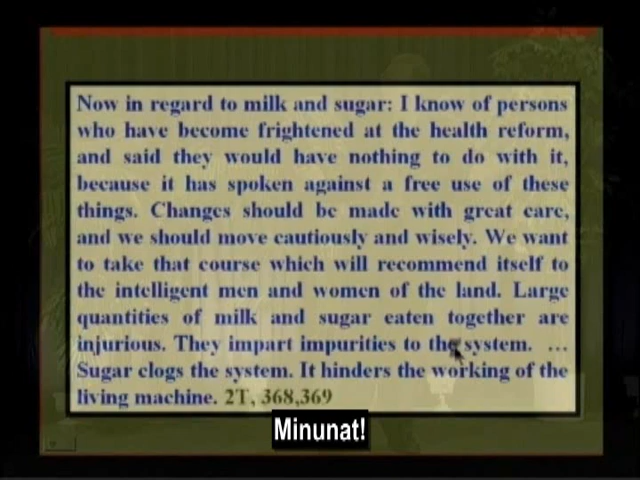 Now in regard to milk and sugar: I know of persons
who have become frightened at the health reform,
and said they would have nothing to do with it,
because it has spoken against a free use of these
things. Changes should be made with great care,
and we should move cautiously and wisely. We want
to take that course which will recommend itself to
the intelligent men and women of the land. Large
quantities of milk and sugar eaten together are
injurious. They impart impurities to the system. ...
Sugar clogs the system. It hinders the working of the
living machine. 2T, 368,369
Minunat!